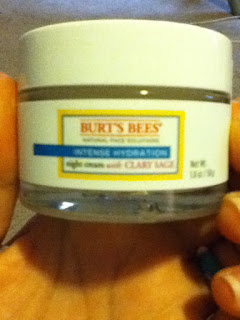 BURT'S BEES
NATURAL FACE SOLUTIONS
INTENSE HYDRATION
night cream with CLARY SAGE
Net Wt.